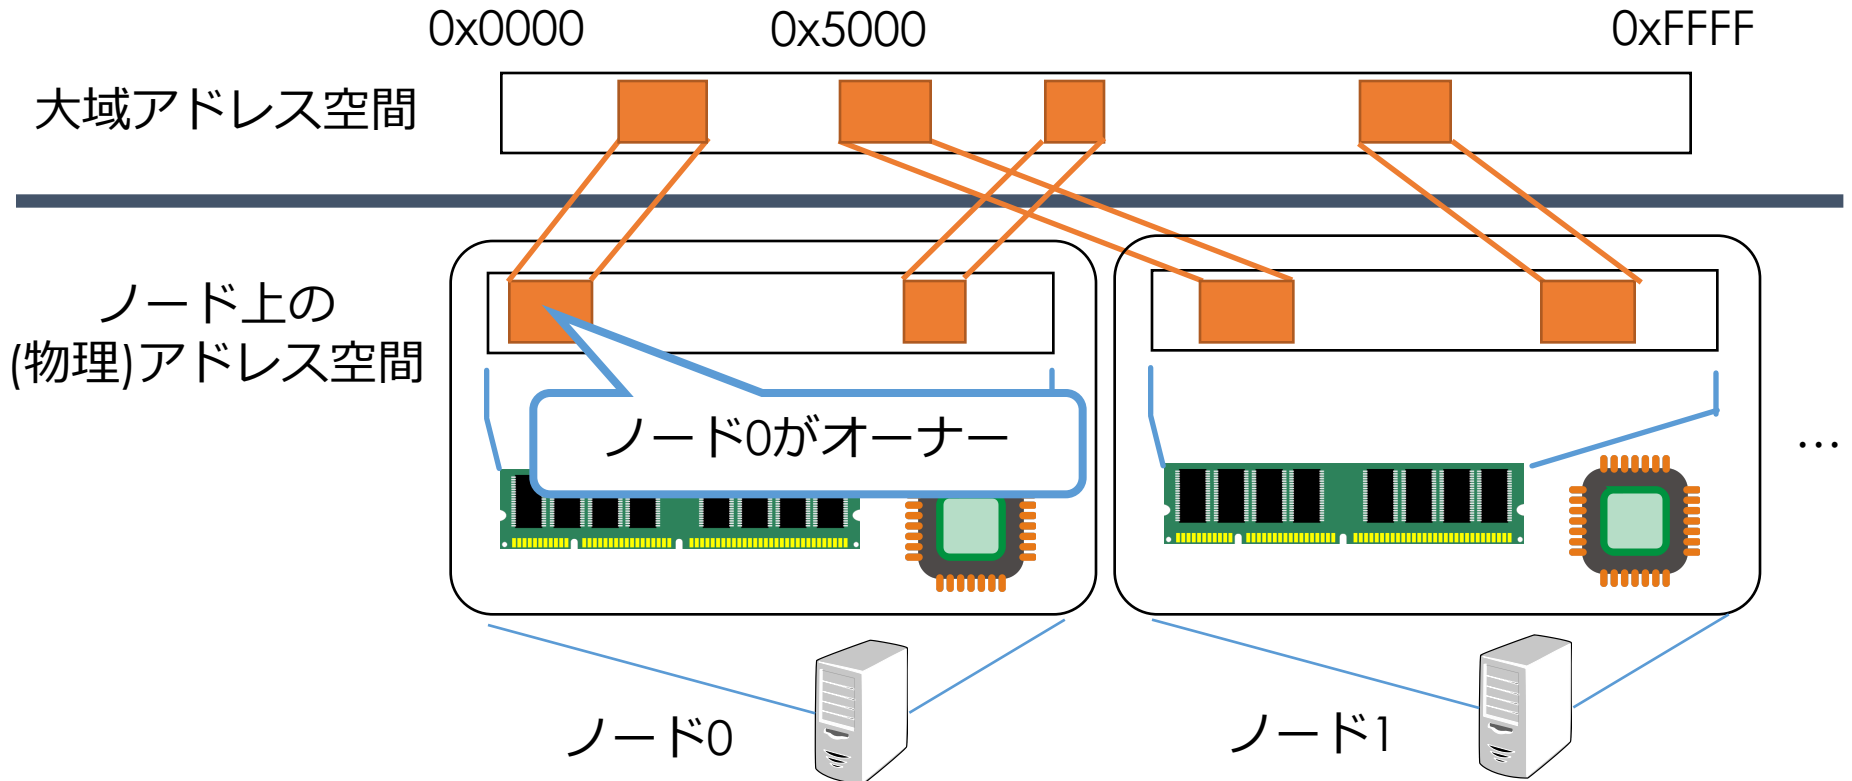 0x0000
0x5000
0xFFFF
大域アドレス空間
ノード上の
(物理)アドレス空間
ノード0がオーナー
…
ノード0
ノード1